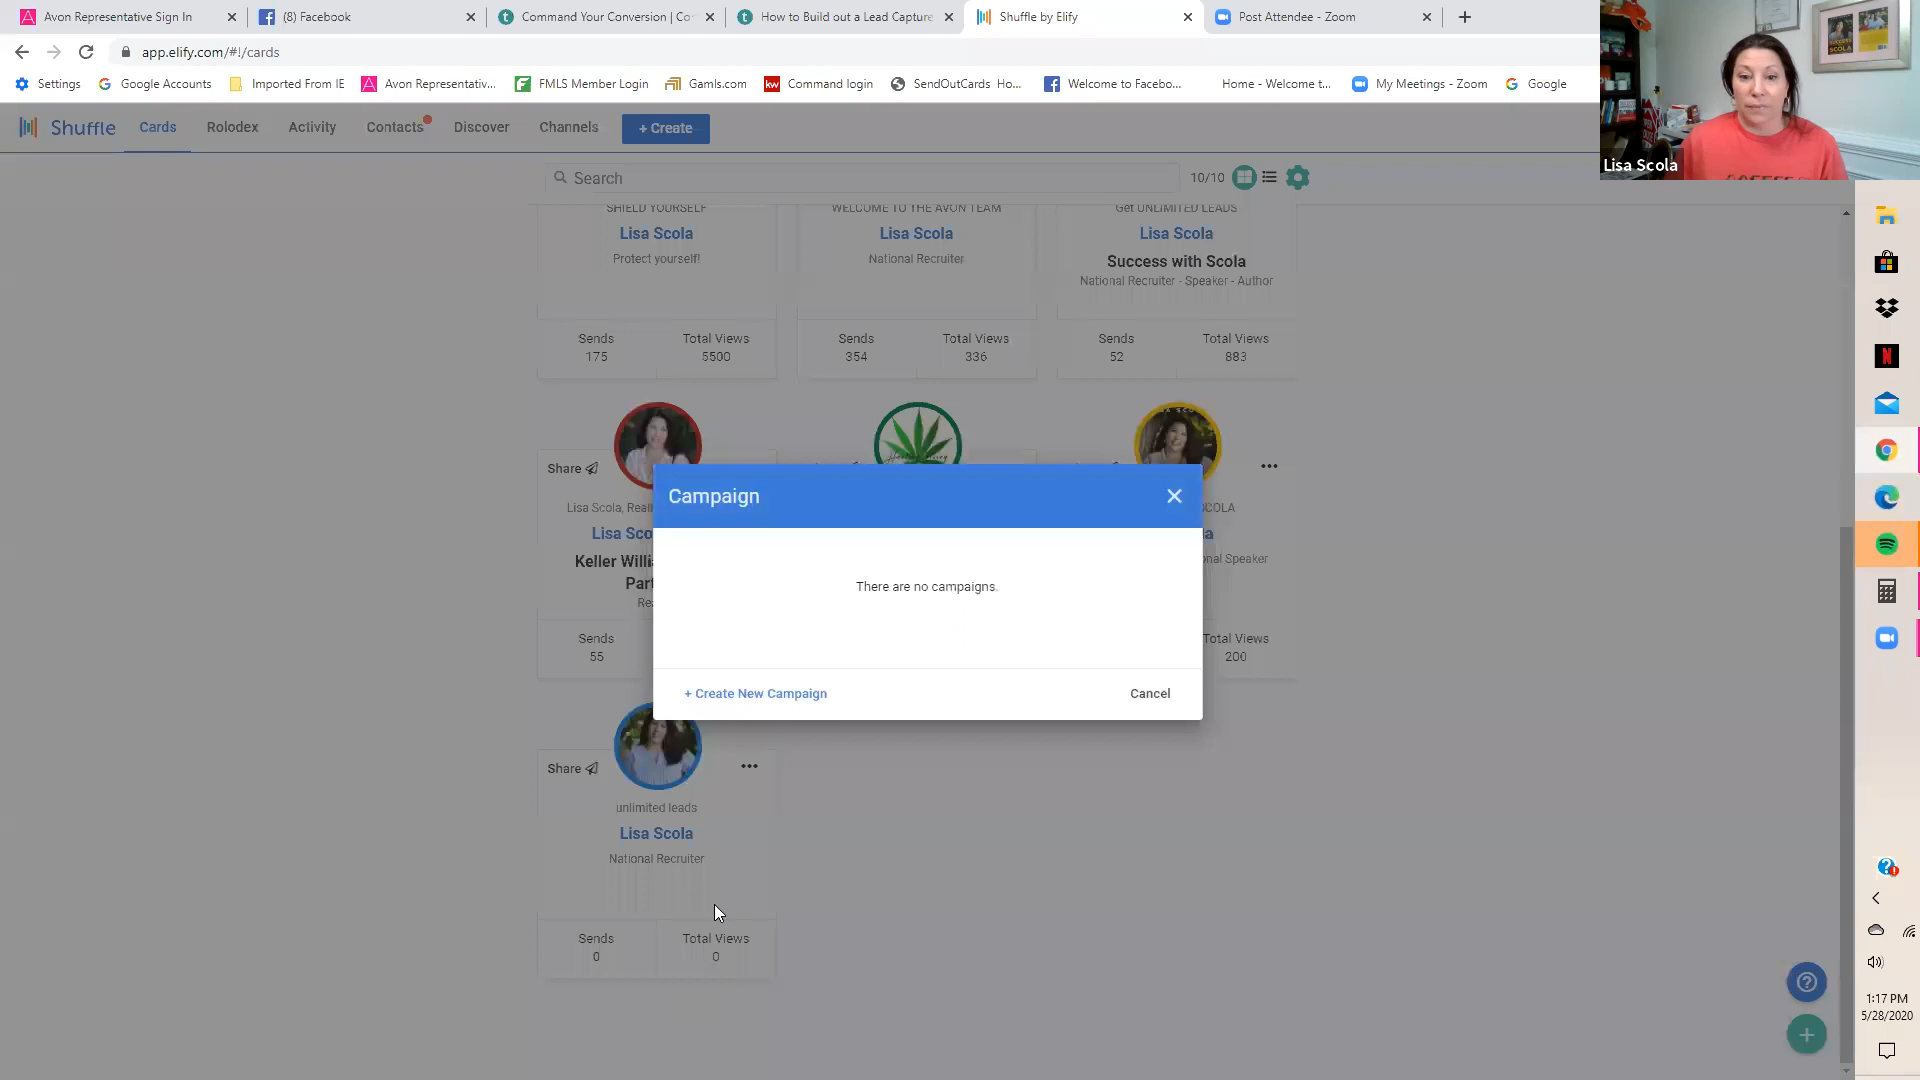 Avon Representative Sign In
(8) Facebook
Command Your Conversion | Co
How to Build out a Lead Capture
Shuffle by Elify
Post Attendee - Zoom
app.elify.com/#!/cards
Settings
Google Accounts
Imported From IE
Avon Representativ...
FMLS Member Login
Gamls.com
kw
Command login
SendOutCards Ho...
Welcome to Facebo...
Home - Welcome t...
My Meetings - Zoom
Google
Shuffle
Cards
Rolodex
Activity
Contacts
Discover
Channels
+ Create
Lisa Scola
Search
10/10
SHIELD YOURSELF
WELCOME TO THE AVON TEAM
Get UNLIMITED LEADS
Lisa Scola
Lisa Scola
Lisa Scola
Protect yourself!
National Recruiter
Success with Scola
National Recruiter - Speaker - Author
Sends
175
Total Views
5500
Sends
354
Total Views
336
Sends
52
Total Views
883
Share
Lisa Scola, Real
COLA
Lisa Sco
la
Keller Willi
Part
Re
nal Speaker
Sends
55
Total Views
200
Campaign
There are no campaigns.
+ Create New Campaign
Cancel
Share
unlimited leads
Lisa Scola
National Recruiter
Sends
0
Total Views
0
1:17 PM
5/28/2020